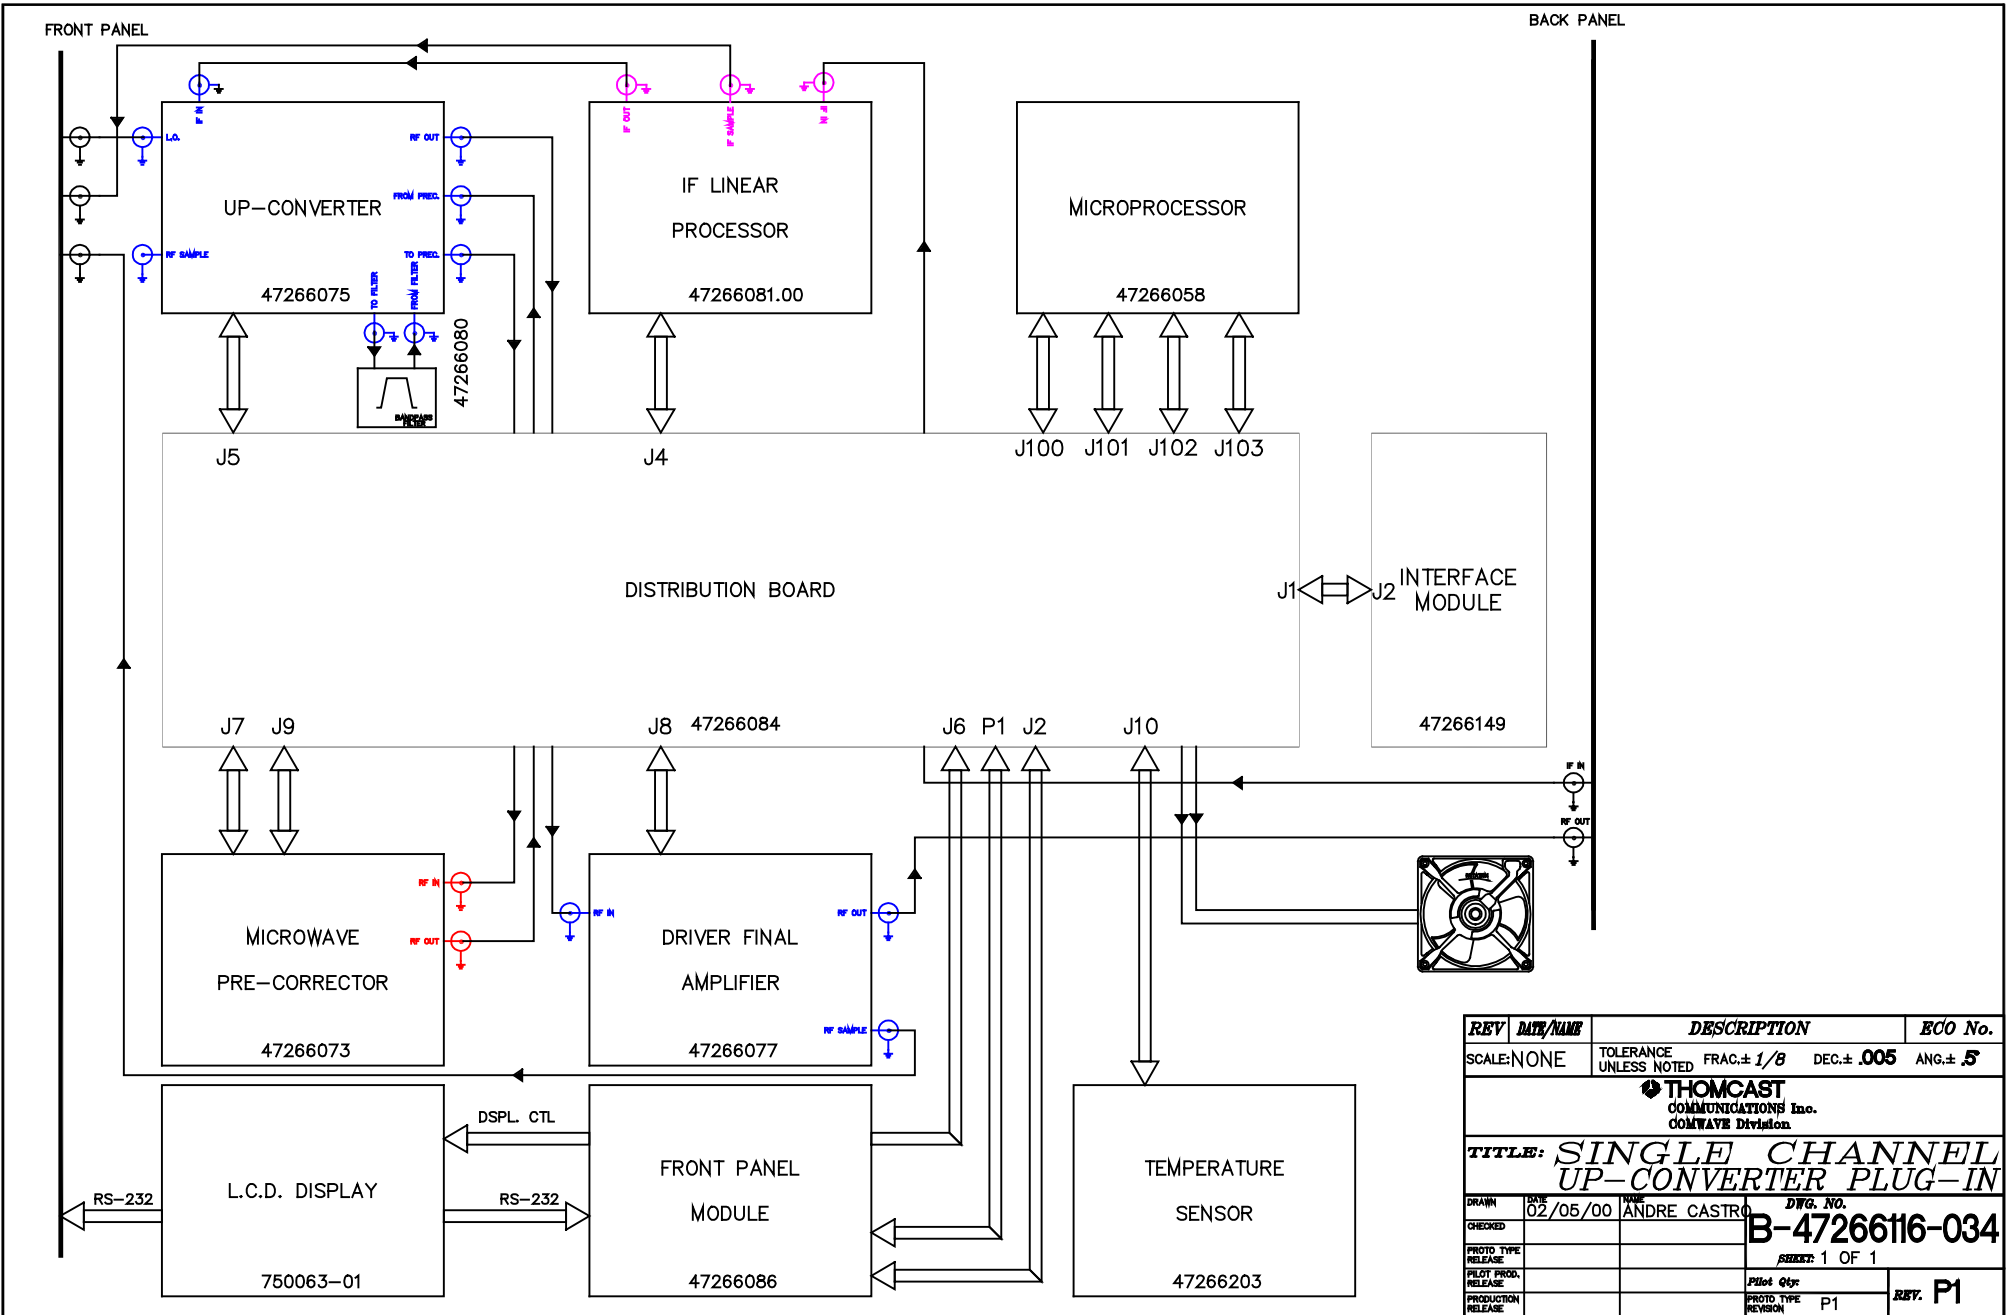 FRONT PANEL
BACK PANEL
IF IN
L.O.
RF OUT
UP-CONVERTER
FROM PREC.
RF SAMPLE
TO PREC.
TO FILTER
FROM FILTER
47266075
47266080
BANDPASS
FILTER
IF OUT
IF SAMPLE
IF IN
IF LINEAR
PROCESSOR
47266081.00
MICROPROCESSOR
47266058
J5
J4
J100
J101
J102
J103
DISTRIBUTION BOARD
J1
J2
INTERFACE
MODULE
J7
J9
J8
47266084
J6
P1
J2
J10
47266149
IF IN
RF OUT
RF IN
RF OUT
MICROWAVE
PRE-CORRECTOR
47266073
RF IN
RF OUT
DRIVER FINAL
AMPLIFIER
RF SAMPLE
47266077
DSPL. CTL
RS-232
L.C.D. DISPLAY
RS-232
750063-01
FRONT PANEL
MODULE
47266086
TEMPERATURE
SENSOR
47266203
REV DATE/NAME DESCRIPTION ECO No.
SCALE: NONE TOLERANCE UNLESS NOTED FRAC.± 1/8 DEC.± .005 ANG.± .5
THOMCAST
COMMUNICATIONS Inc.
COMWAVE Division
TITLE: SINGLE CHANNEL
UP-CONVERTER PLUG-IN
DRAWN DATE 02/05/00 NAME ANDRE CASTRO
DWG. NO.
B-47266116-034
CHECKED
SHEET: 1 OF 1
PROTO TYPE RELEASE
PILOT PROD. RELEASE
Pilot Qty:
PRODUCTION RELEASE
PROTO TYPE REVISION P1
REV. P1